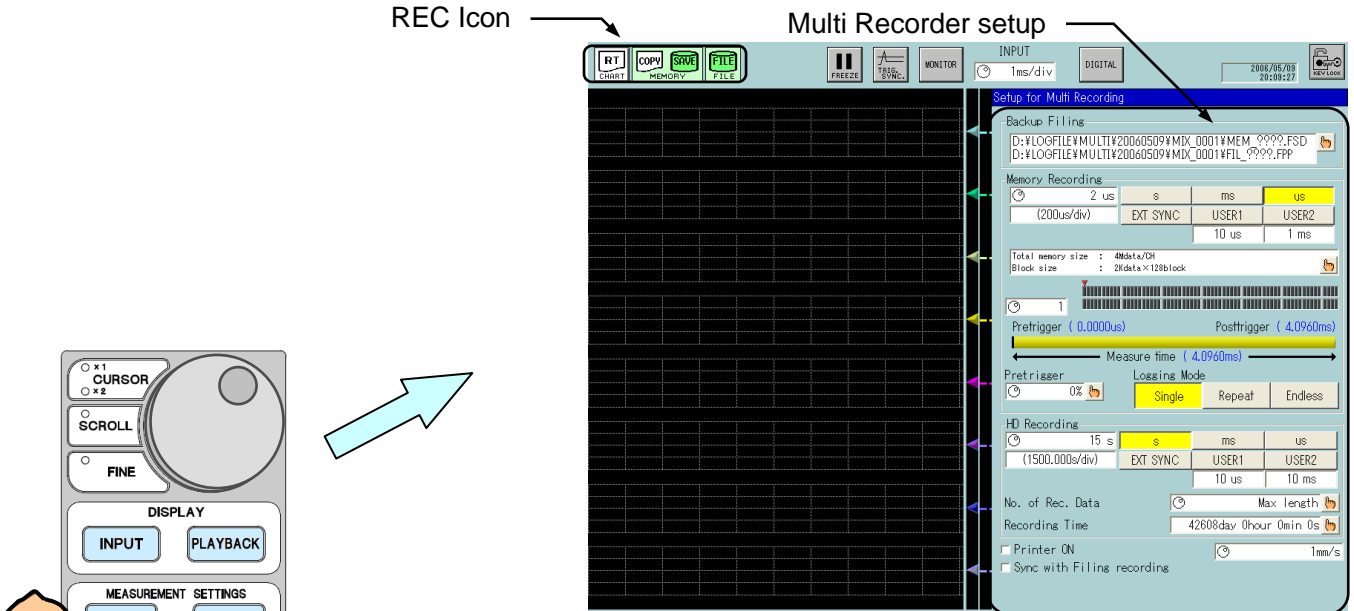 REC Icon
Multi Recorder setup
RT
CHART
COPY SAVE
MEMORY
FILE
FILE
FREEZE
TRIG. SYNC.
MONITOR
INPUT
1ms/div
DIGITAL
2006/05/09
20:09:27
KEY LOCK
Setup for Multi Recording
Backup Filing
D:¥LOGFILE¥MULTI¥20060509¥MIX_0001¥MEM_????.FSD
D:¥LOGFILE¥MULTI¥20060509¥MIX_0001¥FIL_????.FPP
Memory Recording
2 us s ms us
(200us/div) EXT SYNC USER1 USER2
10 us 1 ms
Total memory size : 4Mdata/CH
Block size : 2Kdata×128block
1
Pretrigger ( 0.0000us) Posttrigger ( 4.0960ms)
Measure time ( 4.0960ms)
Pretrigger Logging Mode
0% Single Repeat Endless
HD Recording
15 s s ms us
(1500.000s/div) EXT SYNC USER1 USER2
10 us 10 ms
No. of Rec. Data Max length
Recording Time 42608day 0hour 0min 0s
Printer ON 1mm/s
Sync with Filing recording
×1
CURSOR
×2
SCROLL
FINE
DISPLAY
INPUT PLAYBACK
MEASUREMENT SETTINGS